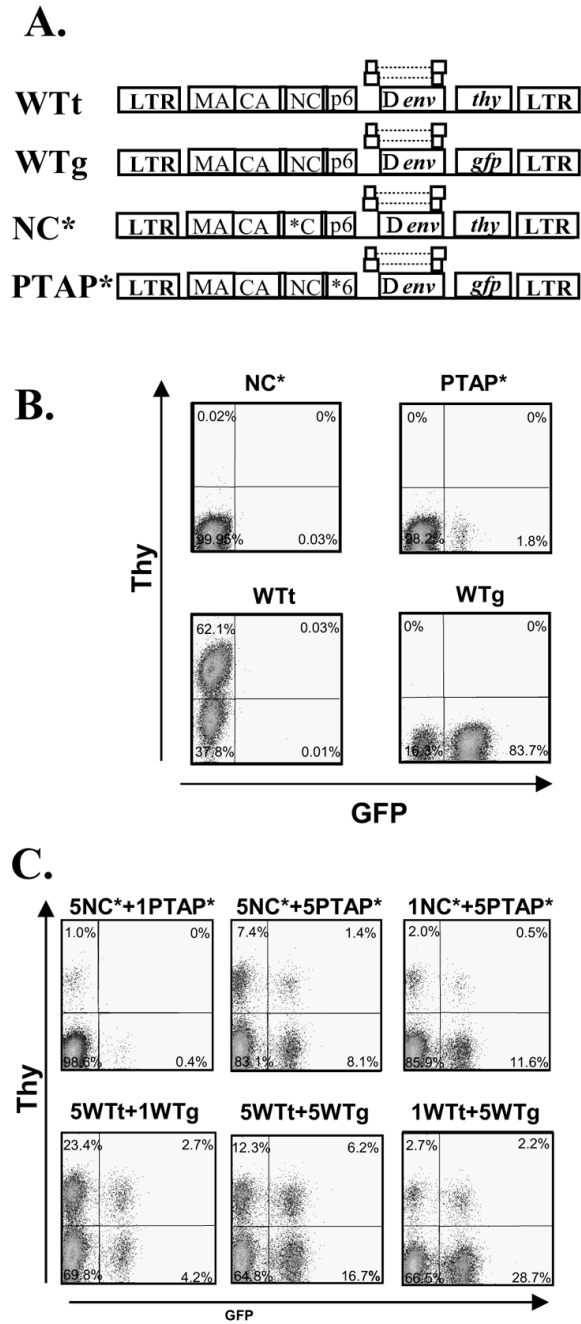 A.
WTt LTR MA CA NC p6 D env thy LTR
WTg LTR MA CA NC p6 D env gfp LTR
NC* LTR MA CA *C p6 D env thy LTR
PTAP* LTR MA CA NC *6 D env gfp LTR
B.
NC* PTAP*
0.02% 0% 0% 0%
99.95% 0.03% 98.2% 1.8%
WTt WTg
62.1% 0.03% 0% 0%
37.8% 0.01% 16.3% 83.7%
Thy
GFP
C.
5NC*+1PTAP* 5NC*+5PTAP* 1NC*+5PTAP*
1.0% 0% 7.4% 1.4% 2.0% 0.5%
98.6% 0.4% 83.1% 8.1% 85.9% 11.6%
5WTt+1WTg 5WTt+5WTg 1WTt+5WTg
23.4% 2.7% 12.3% 6.2% 2.7% 2.2%
69.8% 4.2% 64.8% 16.7% 66.5% 28.7%
Thy
GFP